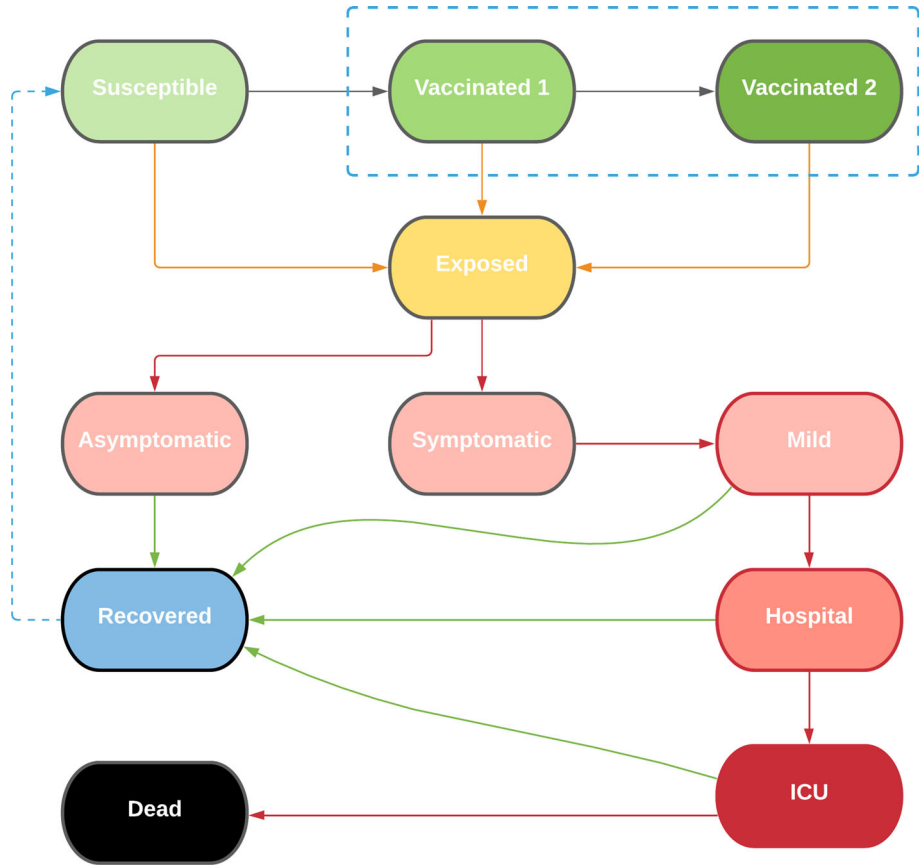 Susceptible
Vaccinated 1
Vaccinated 2
Exposed
Asymptomatic
Symptomatic
Mild
Recovered
Hospital
Dead
ICU